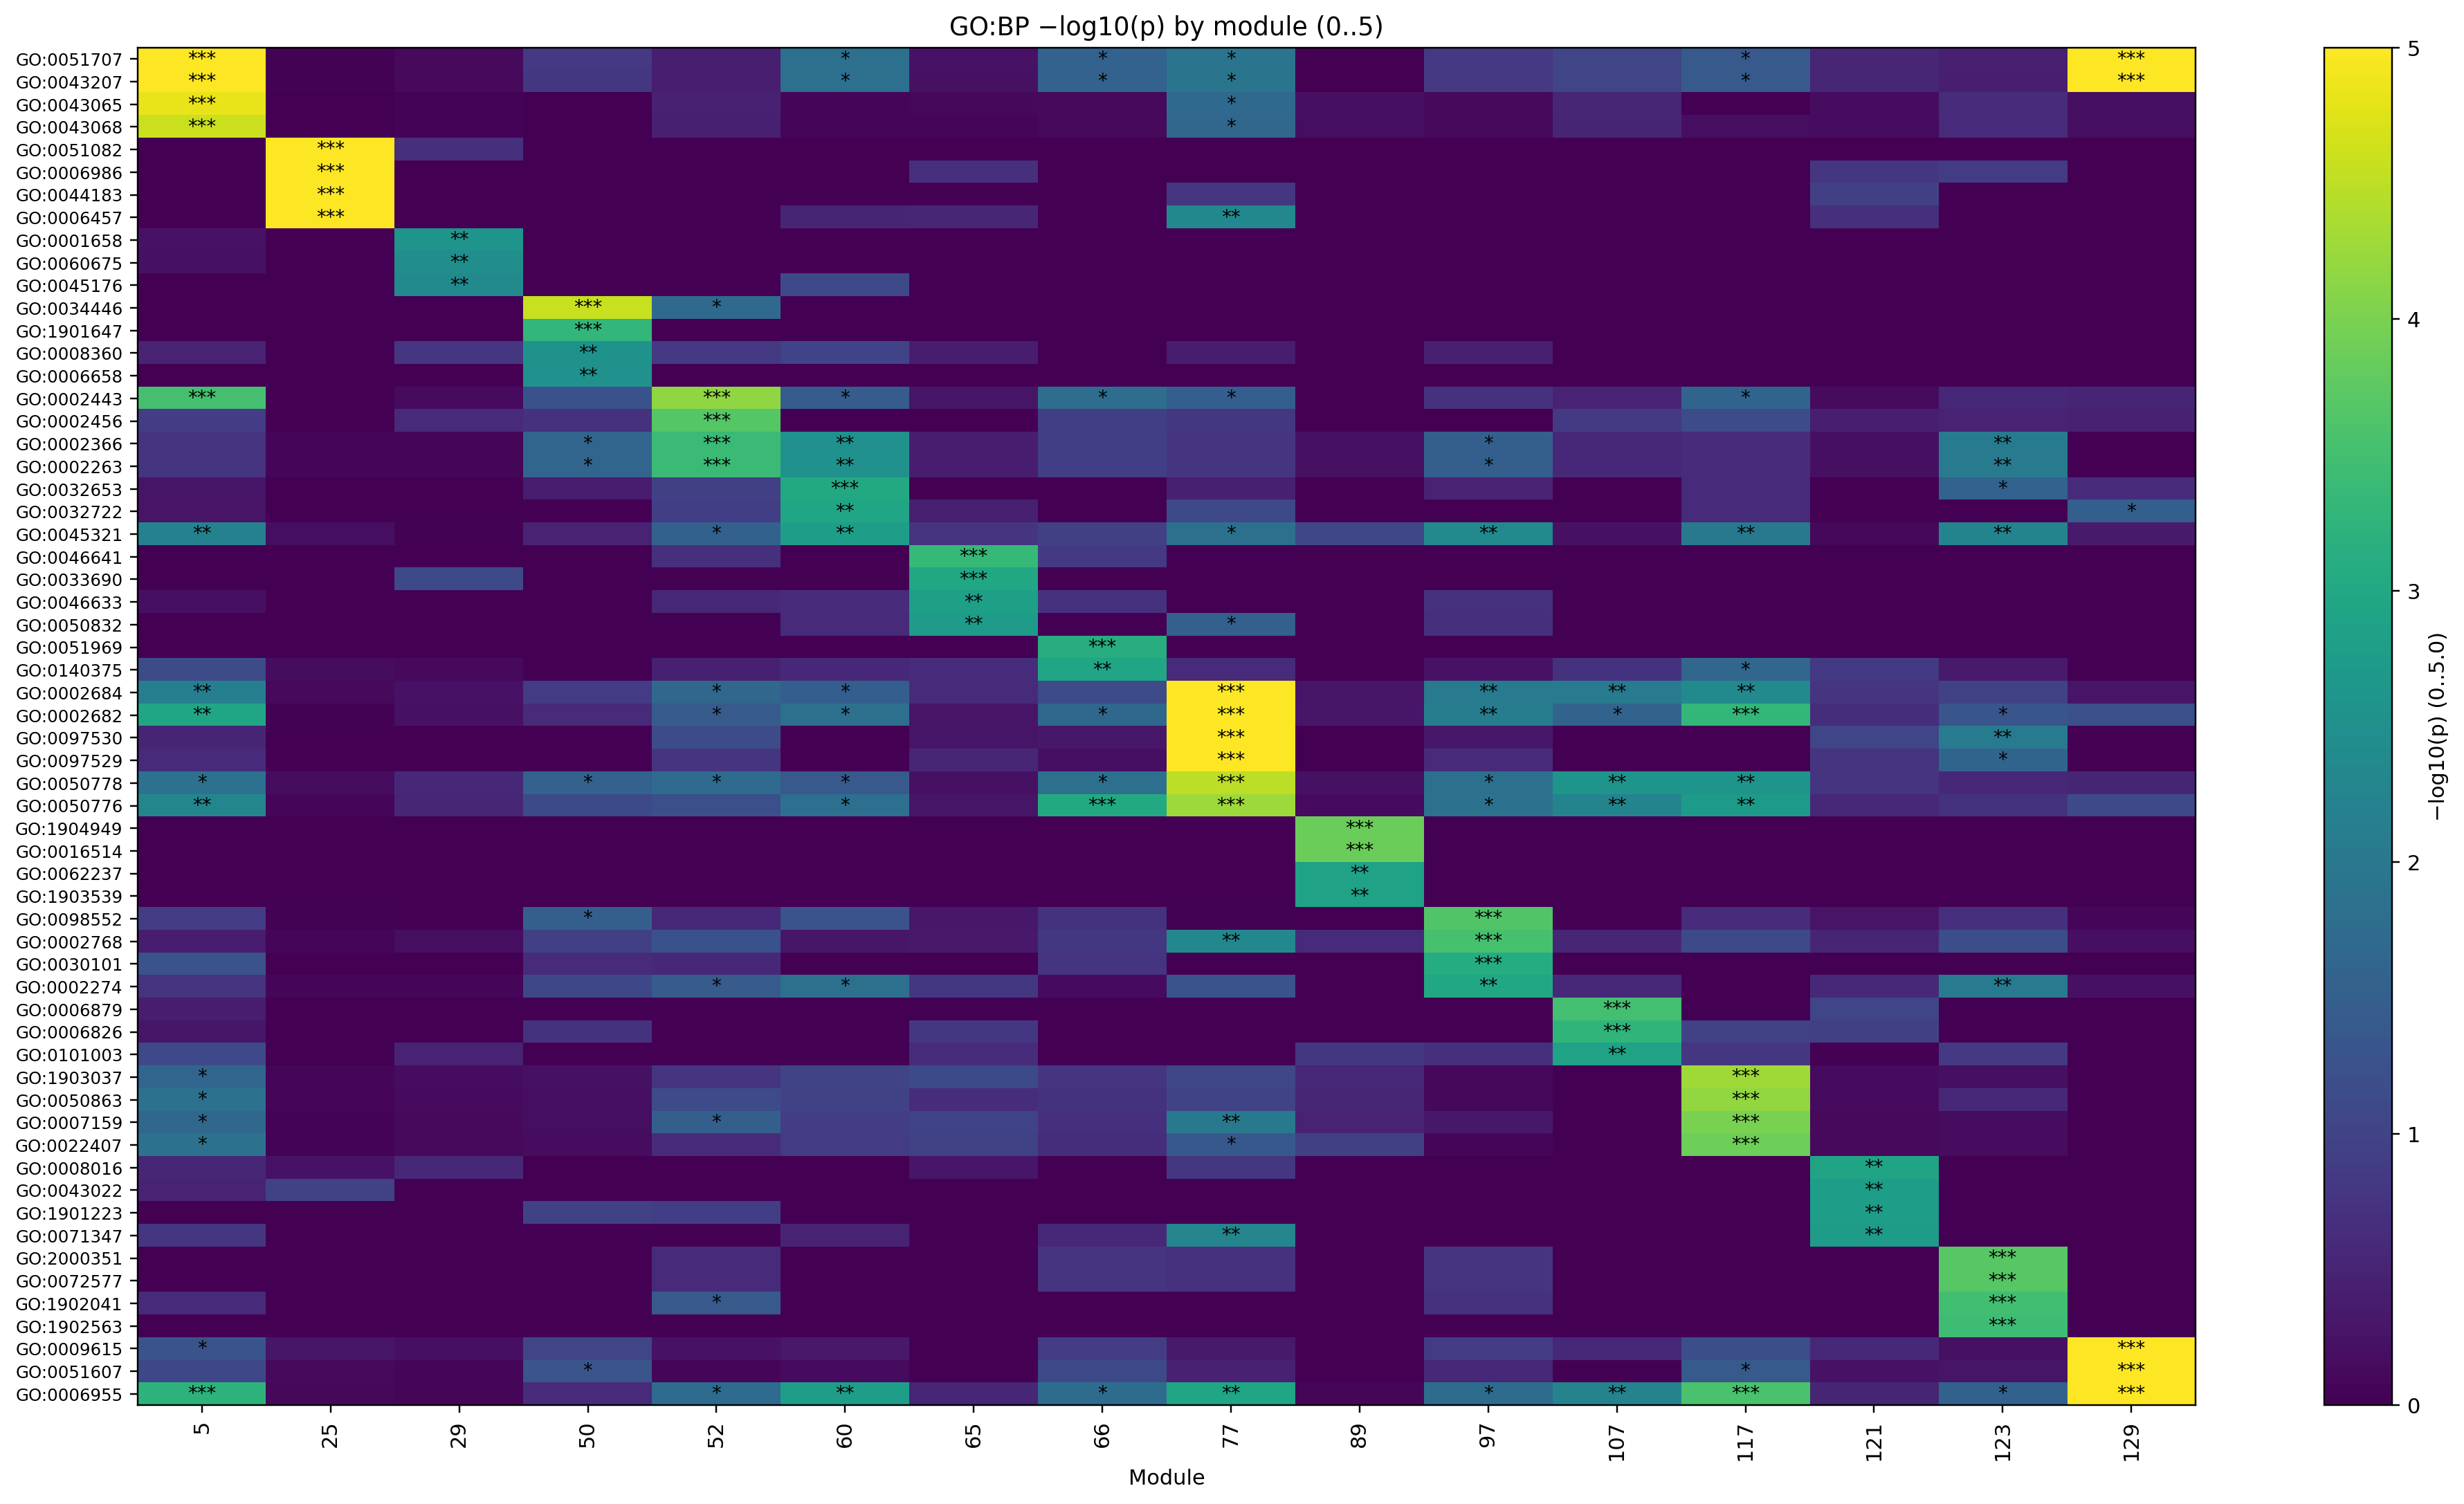 GO:BP −log10(p) by module (0..5)
GO:0051707 *** * * * * ***
GO:0043207 *** * * * * ***
GO:0043065 *** *
GO:0043068 *** *
GO:0051082 ***
GO:0006986 ***
GO:0044183 ***
GO:0006457 *** **
GO:0001658 **
GO:0060675 **
GO:0045176 **
GO:0034446 *** *
GO:1901647 ***
GO:0008360 **
GO:0006658 **
GO:0002443 *** *** * * * *
GO:0002456 ***
GO:0002366 * *** ** * **
GO:0002263 * *** ** * **
GO:0032653 *** *
GO:0032722 ** *
GO:0045321 ** * ** * ** ** **
GO:0046641 ***
GO:0033690 ***
GO:0046633 **
GO:0050832 ** *
GO:0051969 ***
GO:0140375 ** *
GO:0002684 ** * * *** ** ** **
GO:0002682 ** * * * *** ** * *** *
GO:0097530 *** **
GO:0097529 *** *
GO:0050778 * * * * * *** * ** **
GO:0050776 ** * *** *** * ** **
GO:1904949 ***
GO:0016514 ***
GO:0062237 **
GO:1903539 **
GO:0098552 * ***
GO:0002768 ** ***
GO:0030101 ***
GO:0002274 * * ** **
GO:0006879 ***
GO:0006826 ***
GO:0101003 **
GO:1903037 * ***
GO:0050863 * ***
GO:0007159 * * ** ***
GO:0022407 * * ***
GO:0008016 **
GO:0043022 **
GO:1901223 **
GO:0071347 ** **
GO:2000351 ***
GO:0072577 ***
GO:1902041 * ***
GO:1902563 ***
GO:0009615 * ***
GO:0051607 * * ***
GO:0006955 *** * ** * ** * ** *** * ***
5 25 29 50 52 60 65 66 77 89 97 107 117 121 123 129
Module
5
4
3
2
1
0
−log10(p) (0..5.0)